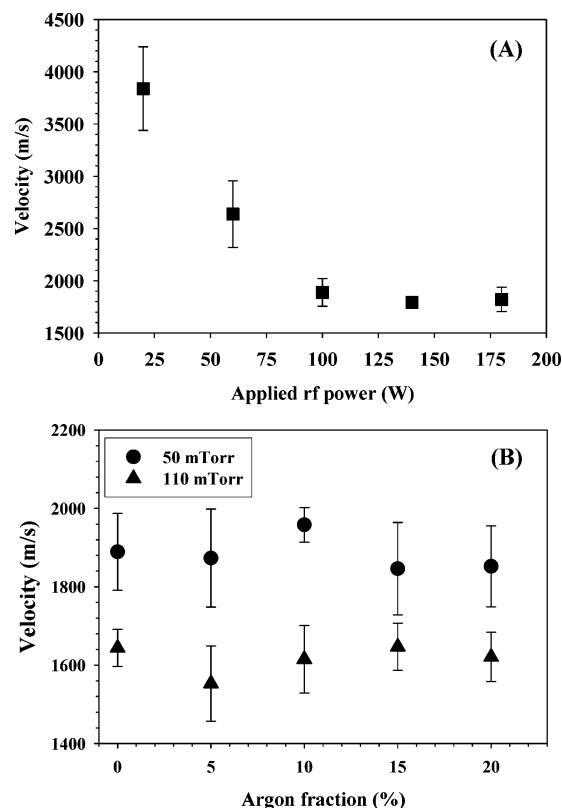 4500
(A)
4000
3500
3000
2500
2000
1500
Velocity (m/s)
0 25 50 75 100 125 150 175 200
Applied rf power (W)
2200
50 mTorr
110 mTorr
(B)
2000
1800
1600
1400
Velocity (m/s)
0 5 10 15 20
Argon fraction (%)